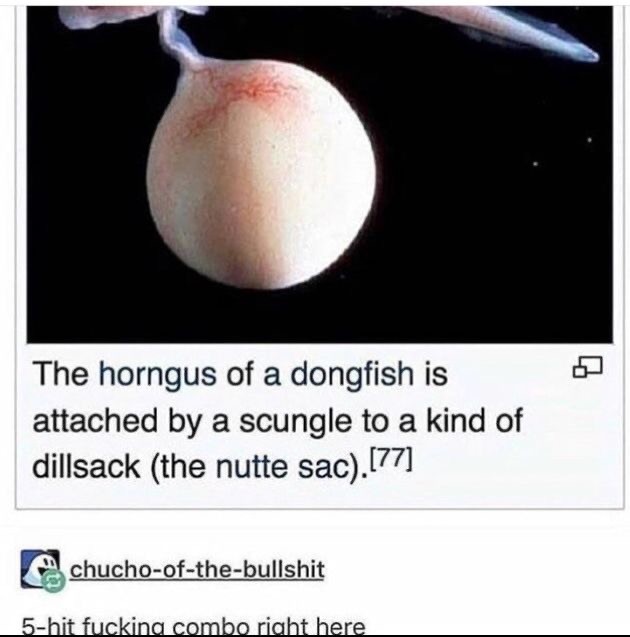 The horngus of a dongfish is
attached by a scungle to a kind of
dillsack (the nutte sac).[77]
chucho-of-the-bullshit
5-hit fucking combo right here